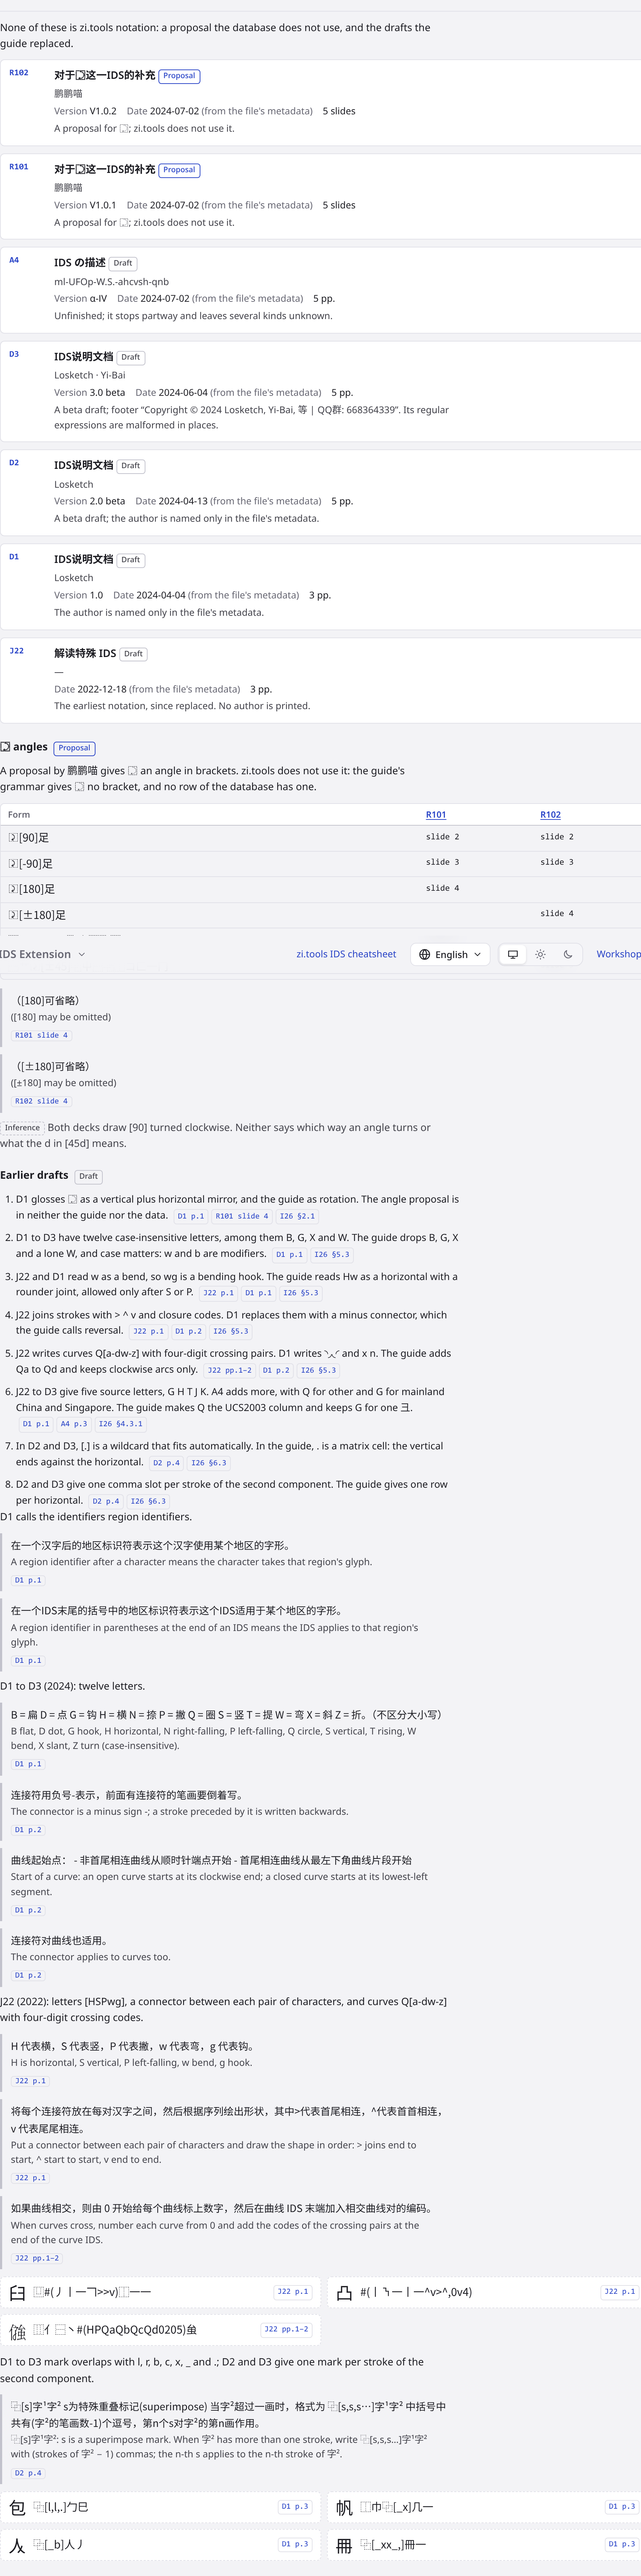 None of these is zi.tools notation: a proposal the database does not use, and the drafts the
guide replaced.
R102
对于⿾这一IDS的补充 Proposal
鹏鹏喵
Version V1.0.2 Date 2024-07-02 (from the file's metadata) 5 slides
A proposal for ⿿; zi.tools does not use it.
R101
对于⿿这一IDS的补充 Proposal
鹏鹏喵
Version V1.0.1 Date 2024-07-02 (from the file's metadata) 5 slides
A proposal for ⿿; zi.tools does not use it.
A4
IDS の描述 Draft
ml-UFOp-W.S.-ahcvsh-qnb
Version α-IV Date 2024-07-02 (from the file's metadata) 5 pp.
Unfinished; it stops partway and leaves several kinds unknown.
D3
IDS说明文档 Draft
Losketch · Yi-Bai
Version 3.0 beta Date 2024-06-04 (from the file's metadata) 5 pp.
A beta draft; footer “Copyright © 2024 Losketch, Yi-Bai, 等 | QQ群: 668364339”. Its regular
expressions are malformed in places.
D2
IDS说明文档 Draft
Losketch
Version 2.0 beta Date 2024-04-13 (from the file's metadata) 5 pp.
A beta draft; the author is named only in the file's metadata.
D1
IDS说明文档 Draft
Losketch
Version 1.0 Date 2024-04-04 (from the file's metadata) 3 pp.
The author is named only in the file's metadata.
J22
解读特殊 IDS Draft
—
Date 2022-12-18 (from the file's metadata) 3 pp.
The earliest notation, since replaced. No author is printed.
⿿ angles Proposal
A proposal by 鹏鹏喵 gives ⿿ an angle in brackets. zi.tools does not use it: the guide's
grammar gives ⿿ no bracket, and no row of the database has one.
Form R101 R102
⿿[90]足 slide 2 slide 2
⿿[-90]足 slide 3 slide 3
⿿[180]足 slide 4
⿿[±180]足 slide 4
IDS Extension zi.tools IDS cheatsheet English Workshop
（[180]可省略）
([180] may be omitted)
R101 slide 4
（[±180]可省略）
([±180] may be omitted)
R102 slide 4
Inference Both decks draw [90] turned clockwise. Neither says which way an angle turns or
what the d in [45d] means.
Earlier drafts Draft
1. D1 glosses ⿿ as a vertical plus horizontal mirror, and the guide as rotation. The angle proposal is
in neither the guide nor the data. D1 p.1 R101 slide 4 I26 §2.1
2. D1 to D3 have twelve case-insensitive letters, among them B, G, X and W. The guide drops B, G, X
and a lone W, and case matters: w and b are modifiers. D1 p.1 I26 §5.3
3. J22 and D1 read w as a bend, so wg is a bending hook. The guide reads Hw as a horizontal with a
rounder joint, allowed only after S or P. J22 p.1 D1 p.1 I26 §5.3
4. J22 joins strokes with > ^ v and closure codes. D1 replaces them with a minus connector, which
the guide calls reversal. J22 p.1 D1 p.2 I26 §5.3
5. J22 writes curves Q[a-dw-z] with four-digit crossing pairs. D1 writes ◝◟◞◜ and x n. The guide adds
Qa to Qd and keeps clockwise arcs only. J22 pp.1–2 D1 p.2 I26 §5.3
6. J22 to D3 give five source letters, G H T J K. A4 adds more, with Q for other and G for mainland
China and Singapore. The guide makes Q the UCS2003 column and keeps G for one 彐.
D1 p.1 A4 p.3 I26 §4.3.1
7. In D2 and D3, [.] is a wildcard that fits automatically. In the guide, . is a matrix cell: the vertical
ends against the horizontal. D2 p.4 I26 §6.3
8. D2 and D3 give one comma slot per stroke of the second component. The guide gives one row
per horizontal. D2 p.4 I26 §6.3
D1 calls the identifiers region identifiers.
在一个汉字后的地区标识符表示这个汉字使用某个地区的字形。
A region identifier after a character means the character takes that region's glyph.
D1 p.1
在一个IDS末尾的括号中的地区标识符表示这个IDS适用于某个地区的字形。
A region identifier in parentheses at the end of an IDS means the IDS applies to that region's
glyph.
D1 p.1
D1 to D3 (2024): twelve letters.
B = 扁 D = 点 G = 钩 H = 横 N = 捺 P = 撇 Q = 圈 S = 竖 T = 提 W = 弯 X = 斜 Z = 折。（不区分大小写）
B flat, D dot, G hook, H horizontal, N right-falling, P left-falling, Q circle, S vertical, T rising, W
bend, X slant, Z turn (case-insensitive).
D1 p.1
连接符用负号-表示，前面有连接符的笔画要倒着写。
The connector is a minus sign -; a stroke preceded by it is written backwards.
D1 p.2
曲线起始点： - 非首尾相连曲线从顺时针端点开始 - 首尾相连曲线从最左下角曲线片段开始
Start of a curve: an open curve starts at its clockwise end; a closed curve starts at its lowest-left
segment.
D1 p.2
连接符对曲线也适用。
The connector applies to curves too.
D1 p.2
J22 (2022): letters [HSPwg], a connector between each pair of characters, and curves Q[a-dw-z]
with four-digit crossing codes.
H 代表横，S 代表竖，P 代表撇，w 代表弯，g 代表钩。
H is horizontal, S vertical, P left-falling, w bend, g hook.
J22 p.1
将每个连接符放在每对汉字之间，然后根据序列绘出形状，其中>代表首尾相连，^代表首首相连，
v 代表尾尾相连。
Put a connector between each pair of characters and draw the shape in order: > joins end to
start, ^ start to start, v end to end.
J22 p.1
如果曲线相交，则由 0 开始给每个曲线标上数字，然后在曲线 IDS 末端加入相交曲线对的编码。
When curves cross, number each curve from 0 and add the codes of the crossing pairs at the
end of the curve IDS.
J22 pp.1–2
J22 p.1
凸 #(丨㇅一丨一^v>^,0v4) J22 p.1
J22 pp.1–2
D1 to D3 mark overlaps with l, r, b, c, x, _ and .; D2 and D3 give one mark per stroke of the
second component.
⿻[s]字¹字² s为特殊重叠标记(superimpose) 当字²超过一画时，格式为 ⿻[s,s,s⋯]字¹字² 中括号中
共有(字²的笔画数-1)个逗号，第n个s对字²的第n画作用。
⿻[s]字¹字²: s is a superimpose mark. When 字² has more than one stroke, write ⿻[s,s,s…]字¹字²
with (strokes of 字² − 1) commas; the n-th s applies to the n-th stroke of 字².
D2 p.4
包 ⿻[l,l,.]勹巳 D1 p.3
帆 ⿰巾⿻[_x]几一 D1 p.3
⿻[_b]人丿 D1 p.3
⿻[_xx_,]冊一 D1 p.3